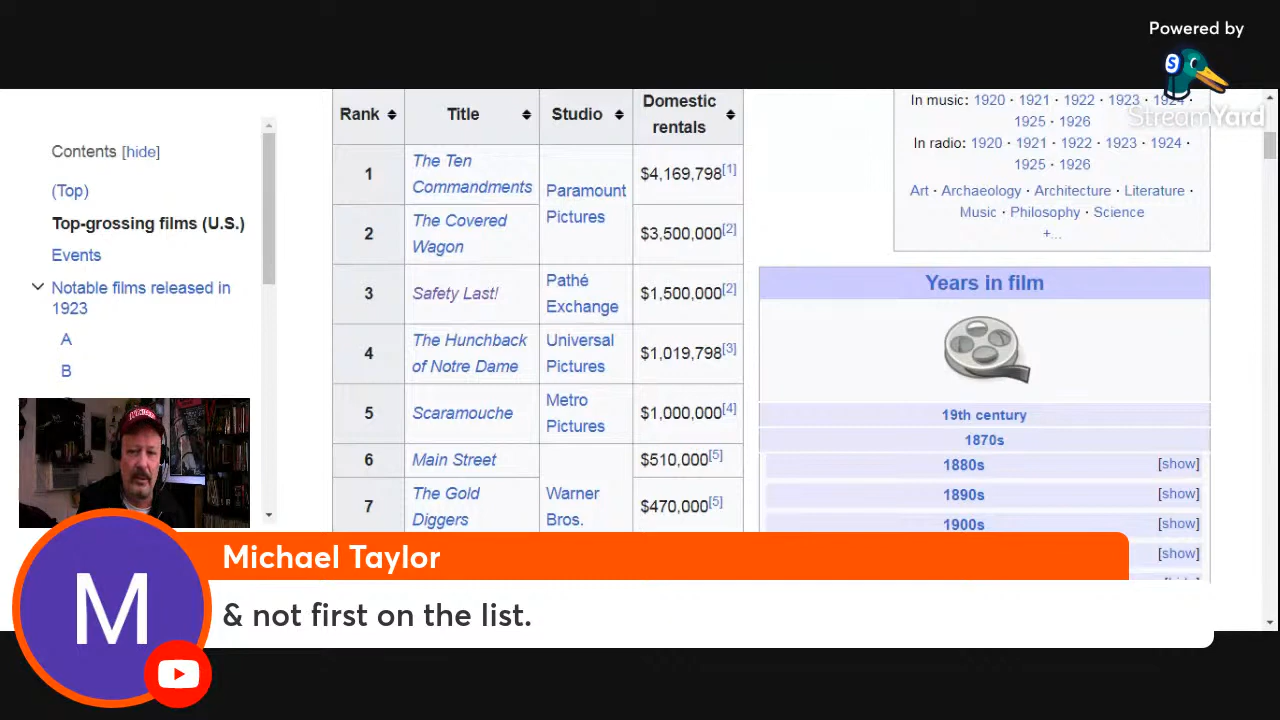 Powered by
StreamYard
Contents [hide]
(Top)
Top-grossing films (U.S.)
Events
Notable films released in
1923
A
B
Rank Title Studio Domestic
rentals
1 The Ten
Commandments Paramount
Pictures $4,169,798[1]
2 The Covered
Wagon $3,500,000[2]
3 Safety Last! Pathé
Exchange $1,500,000[2]
4 The Hunchback
of Notre Dame Universal
Pictures $1,019,798[3]
5 Scaramouche Metro
Pictures $1,000,000[4]
6 Main Street $510,000[5]
7 The Gold
Diggers Warner
Bros. $470,000[5]
In music: 1920 · 1921 · 1922 · 1923 · 1924 ·
1925 · 1926
In radio: 1920 · 1921 · 1922 · 1923 · 1924 ·
1925 · 1926
Art · Archaeology · Architecture · Literature ·
Music · Philosophy · Science
+...
Years in film
19th century
1870s
1880s [show]
1890s [show]
1900s [show]
[show]
M
Michael Taylor
& not first on the list.